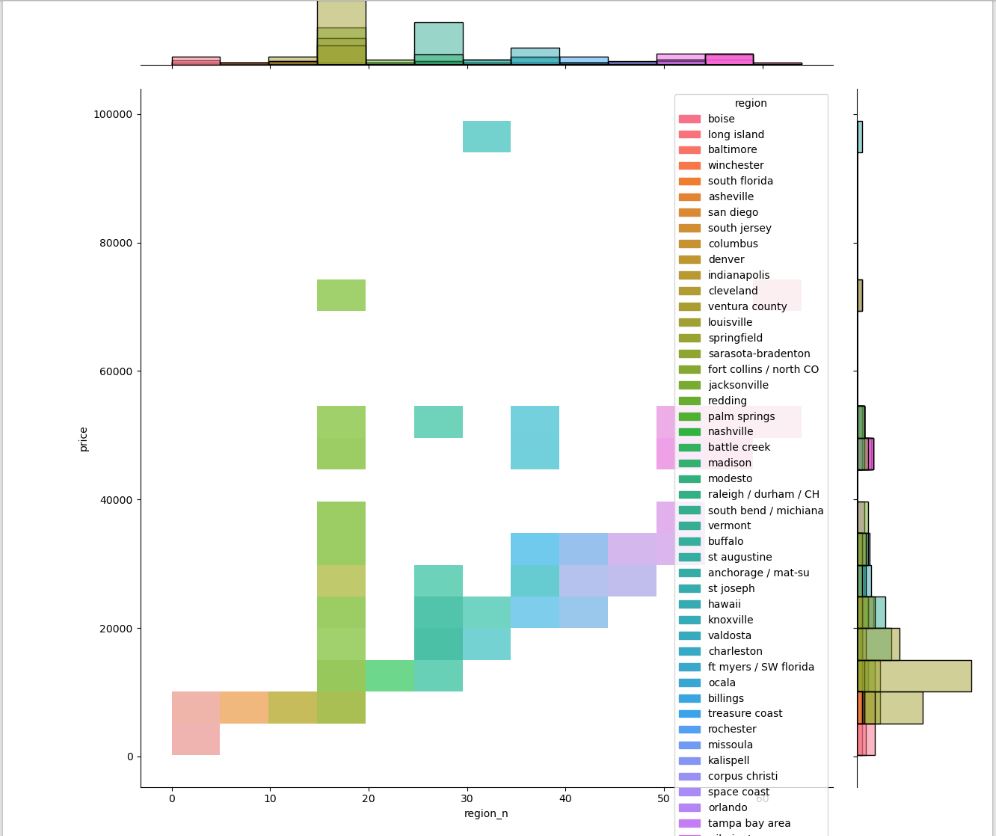 region
boise
long island
baltimore
winchester
south florida
asheville
san diego
south jersey
columbus
denver
indianapolis
cleveland
ventura county
louisville
springfield
sarasota-bradenton
fort collins / north CO
jacksonville
redding
palm springs
nashville
battle creek
madison
modesto
raleigh / durham / CH
south bend / michiana
vermont
buffalo
st augustine
anchorage / mat-su
st joseph
hawaii
knoxville
valdosta
charleston
ft myers / SW florida
ocala
billings
treasure coast
rochester
missoula
kalispell
corpus christi
space coast
orlando
tampa bay area
100000
80000
60000
40000
20000
0
price
0 10 20 30 40 50 60
region_n